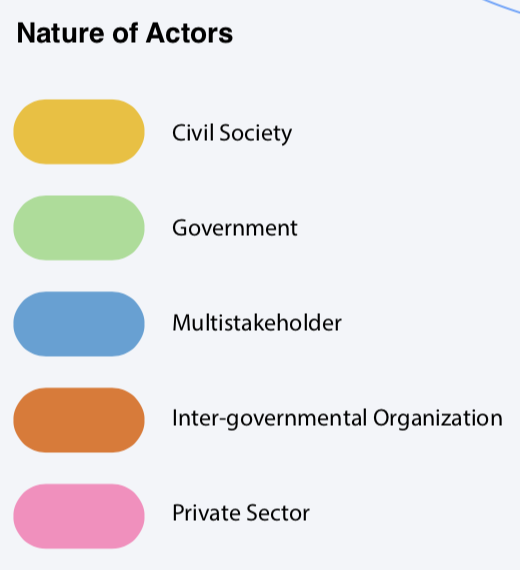 Nature of Actors
Civil Society
Government
Multistakeholder
Inter-governmental Organization
Private Sector